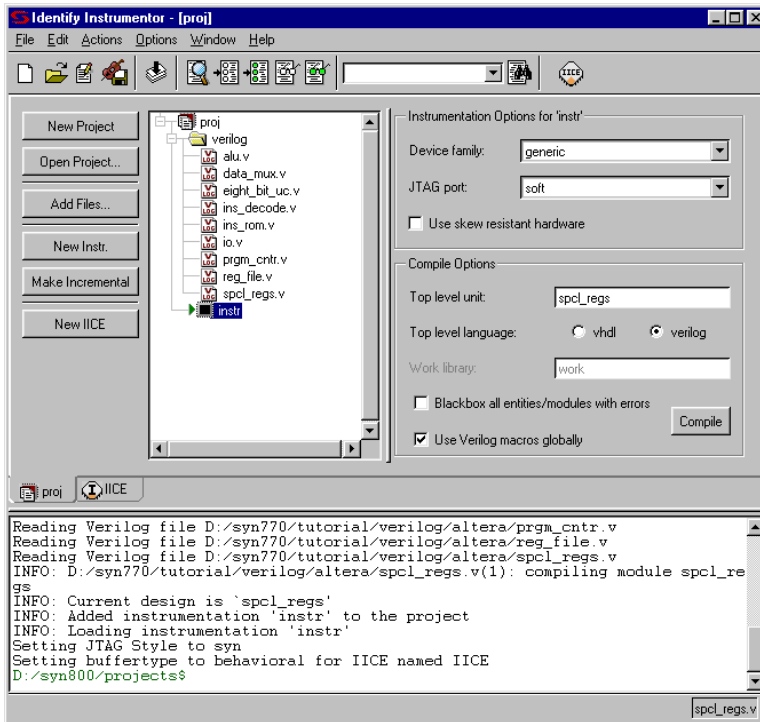 Identify Instrumentor - [proj]
File Edit Actions Options Window Help
IICE
New Project
Open Project...
Add Files...
New Instr.
Make Incremental
New IICE
proj
verilog
alu.v
data_mux.v
eight_bit_uc.v
ins_decode.v
ins_rom.v
io.v
prgm_cntr.v
reg_file.v
spcl_regs.v
instr
Instrumentation Options for 'instr'
Device family: generic
JTAG port: soft
Use skew resistant hardware
Compile Options
Top level unit: spcl_regs
Top level language: vhdl verilog
Work library: work
Blackbox all entities/modules with errors
Compile
Use Verilog macros globally
proj IICE
Reading Verilog file D:/syn770/tutorial/verilog/altera/prgm_cntr.v
Reading Verilog file D:/syn770/tutorial/verilog/altera/reg_file.v
Reading Verilog file D:/syn770/tutorial/verilog/altera/spcl_regs.v
INFO: D:/syn770/tutorial/verilog/altera/spcl_regs.v(1): compiling module spcl_re
gs
INFO: Current design is `spcl_regs'
INFO: Added instrumentation 'instr' to the project
INFO: Loading instrumentation 'instr'
Setting JTAG Style to syn
Setting buffertype to behavioral for IICE named IICE
D:/syn800/projects$
spcl_regs.v